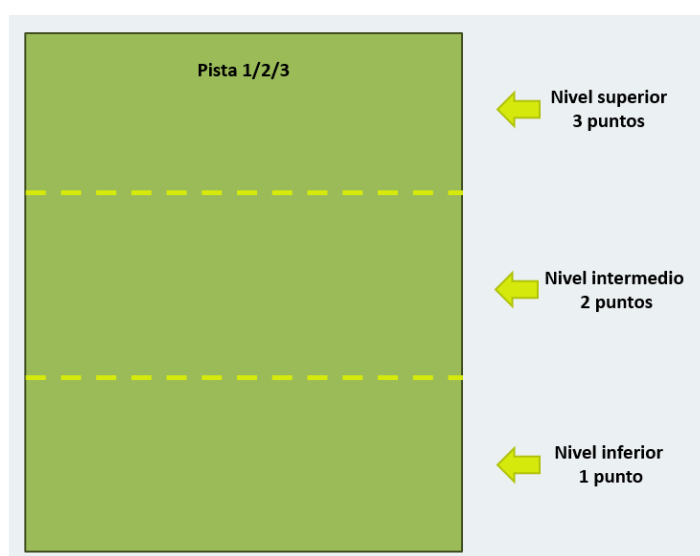 Pista 1/2/3
Nivel superior
3 puntos
Nivel intermedio
2 puntos
Nivel inferior
1 punto